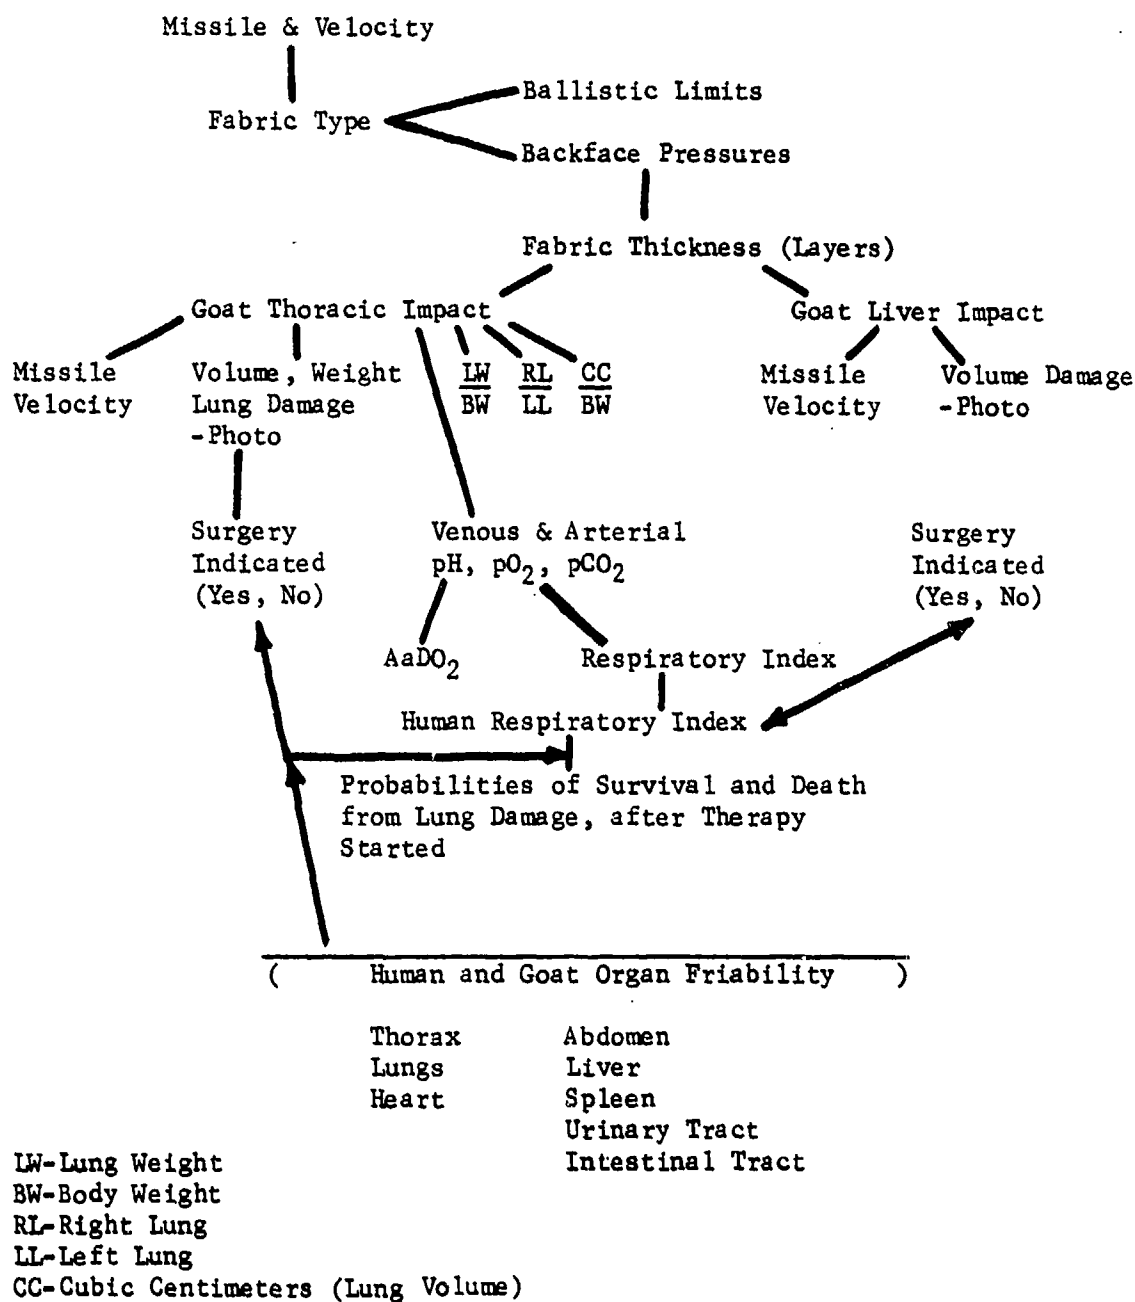 Missile & Velocity
Ballistic Limits
Fabric Type
Backface Pressures
Fabric Thickness (Layers)
Goat Thoracic Impact
Goat Liver Impact
Missile
Velocity
Volume, Weight
Lung Damage
-Photo
LW
BW
RL
LL
CC
BW
Missile
Velocity
Volume Damage
-Photo
Surgery
Indicated
(Yes, No)
Venous & Arterial
pH, pO₂, pCO₂
Surgery
Indicated
(Yes, No)
AaDO₂
Respiratory Index
Human Respiratory Index
Probabilities of Survival and Death
from Lung Damage, after Therapy
Started
( Human and Goat Organ Friability )
Thorax
Lungs
Heart
Abdomen
Liver
Spleen
Urinary Tract
Intestinal Tract
LW-Lung Weight
BW-Body Weight
RL-Right Lung
LL-Left Lung
CC-Cubic Centimeters (Lung Volume)